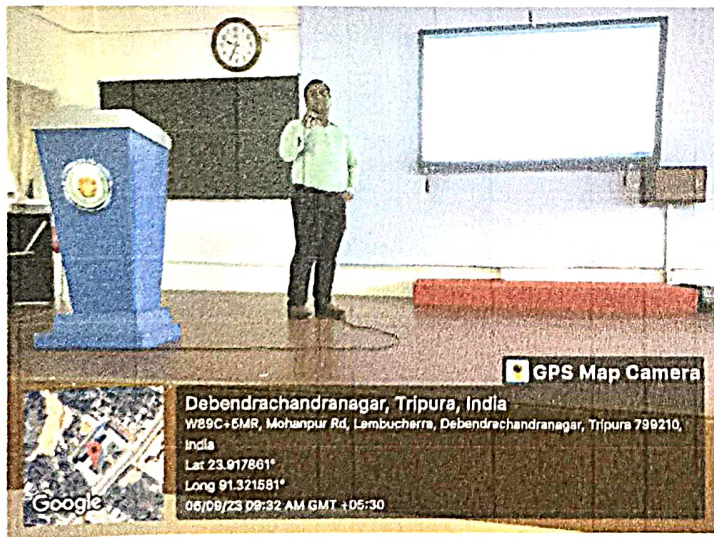 GPS Map Camera
Debendrachandranagar, Tripura, India
W89C+5MR, Mohanpur Rd, Lembucherra, Debendrachandranagar, Tripura 799210,
India
Lat 23.917861°
Long 91.321581°
06/09/23 09:32 AM GMT +05:30
Google